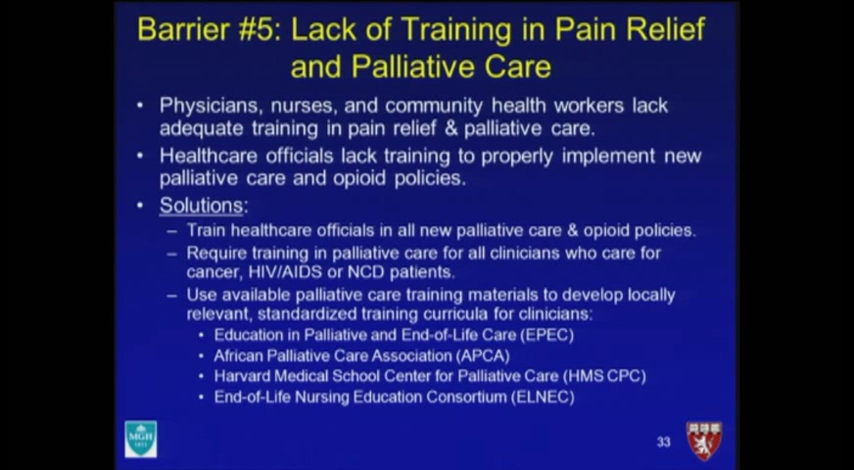 Barrier #5: Lack of Training in Pain Relief
and Palliative Care
• Physicians, nurses, and community health workers lack
adequate training in pain relief & palliative care.
• Healthcare officials lack training to properly implement new
palliative care and opioid policies.
• Solutions:
– Train healthcare officials in all new palliative care & opioid policies.
– Require training in palliative care for all clinicians who care for
cancer, HIV/AIDS or NCD patients.
– Use available palliative care training materials to develop locally
relevant, standardized training curricula for clinicians:
• Education in Palliative and End-of-Life Care (EPEC)
• African Palliative Care Association (APCA)
• Harvard Medical School Center for Palliative Care (HMS CPC)
• End-of-Life Nursing Education Consortium (ELNEC)
MGH
1811
33